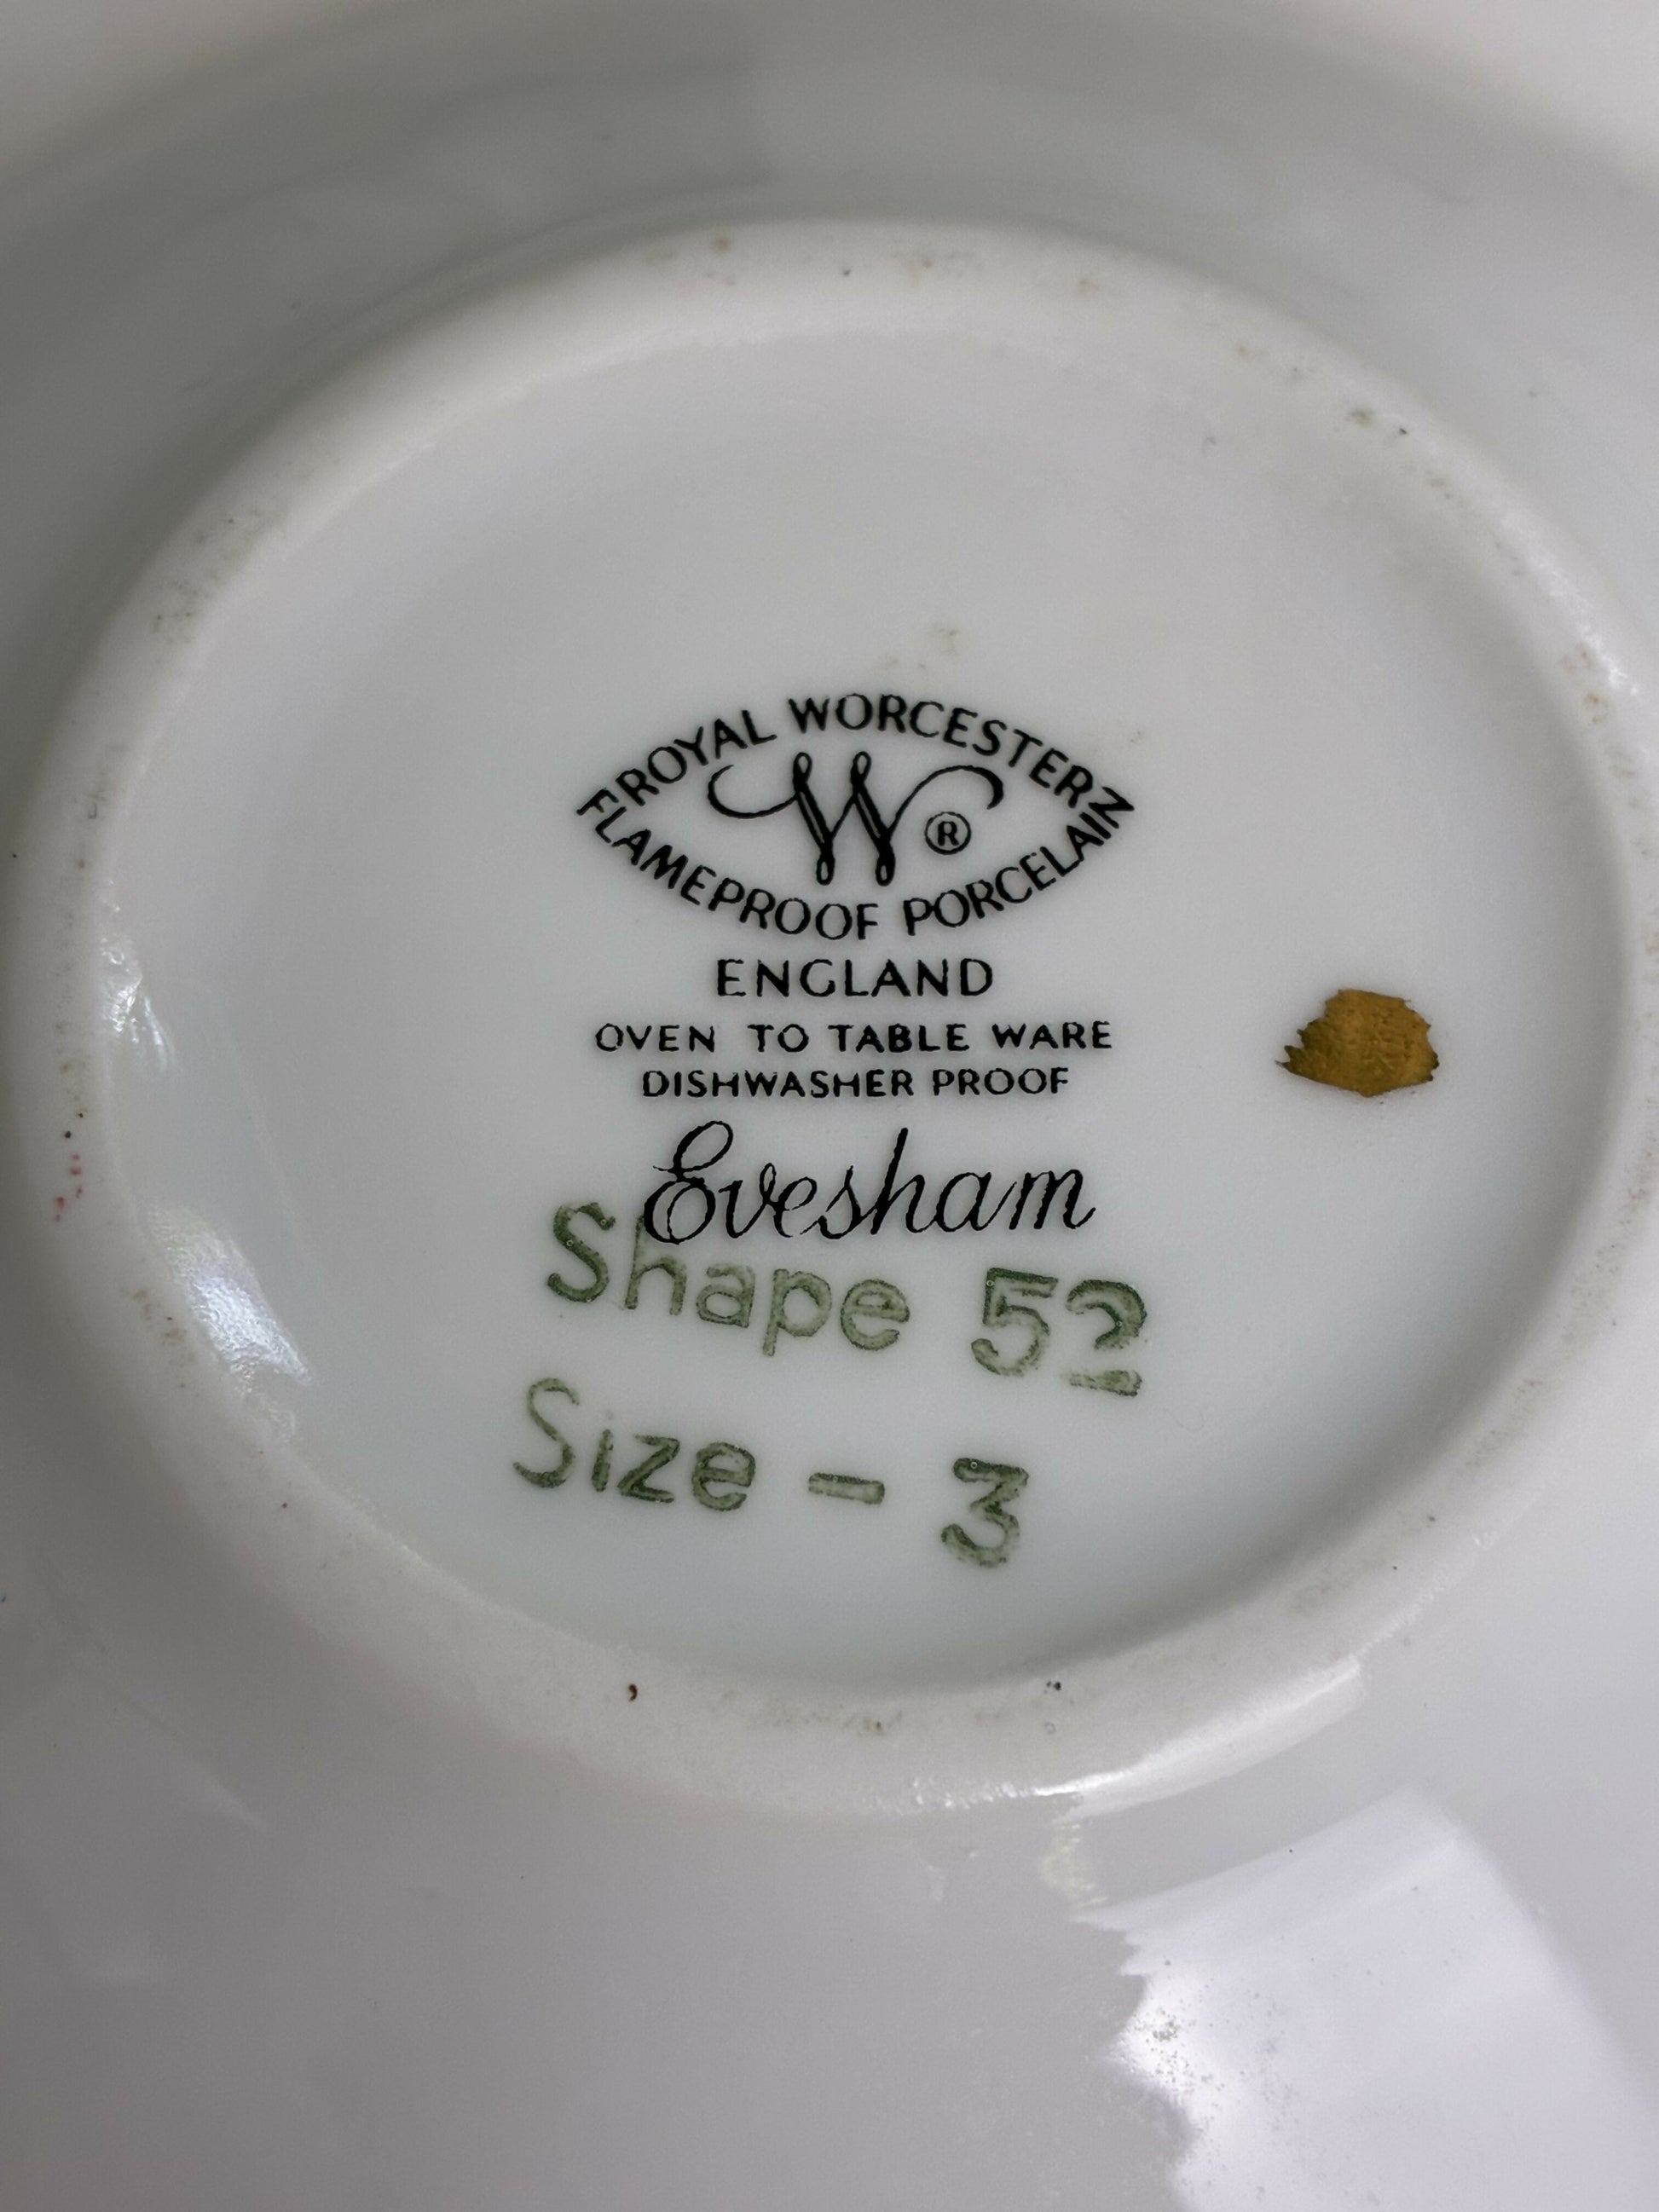 ROYAL WORCESTER
W ®
FLAMEPROOF PORCELAIN
ENGLAND
OVEN TO TABLE WARE
DISHWASHER PROOF
Evesham
Shape 52
Size - 3